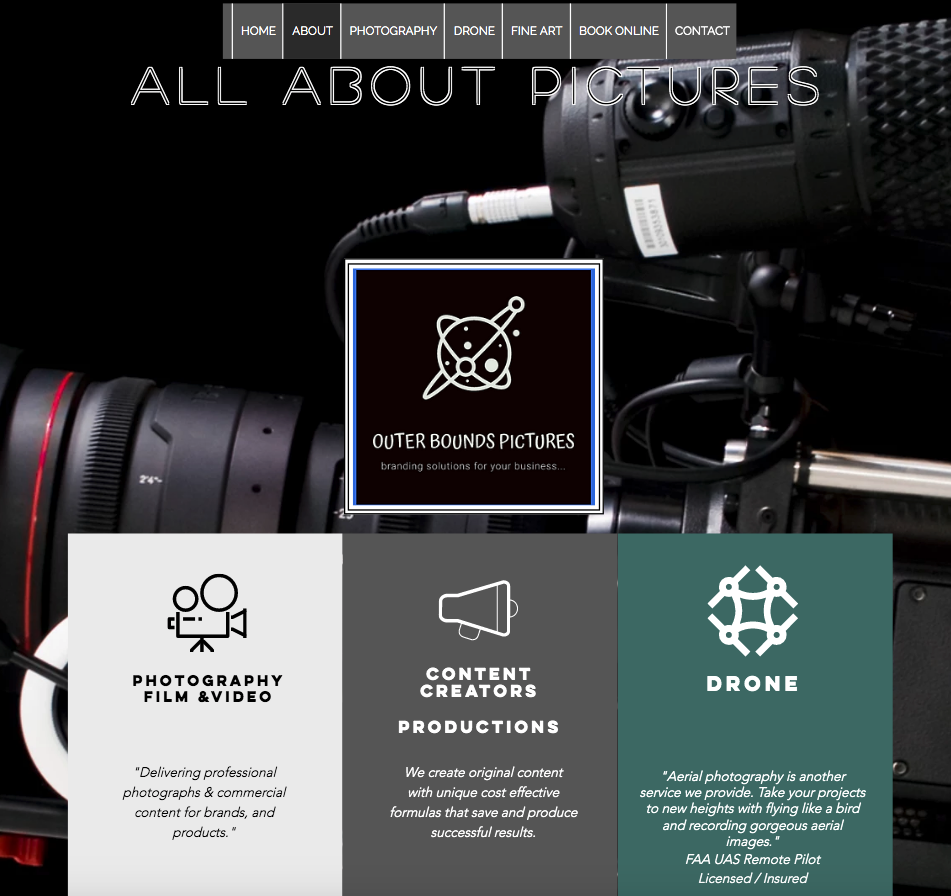 HOME ABOUT PHOTOGRAPHY DRONE FINE ART BOOK ONLINE CONTACT
ALL ABOUT PICTURES
OUTER BOUNDS PICTURES
branding solutions for your business...
PHOTOGRAPHY
FILM &VIDEO
"Delivering professional
photographs & commercial
content for brands, and
products."
CONTENT
CREATORS
PRODUCTIONS
We create original content
with unique cost effective
formulas that save and produce
successful results.
DRONE
"Aerial photography is another
service we provide. Take your projects
to new heights with flying like a bird
and recording gorgeous aerial
images."
FAA UAS Remote Pilot
Licensed / Insured